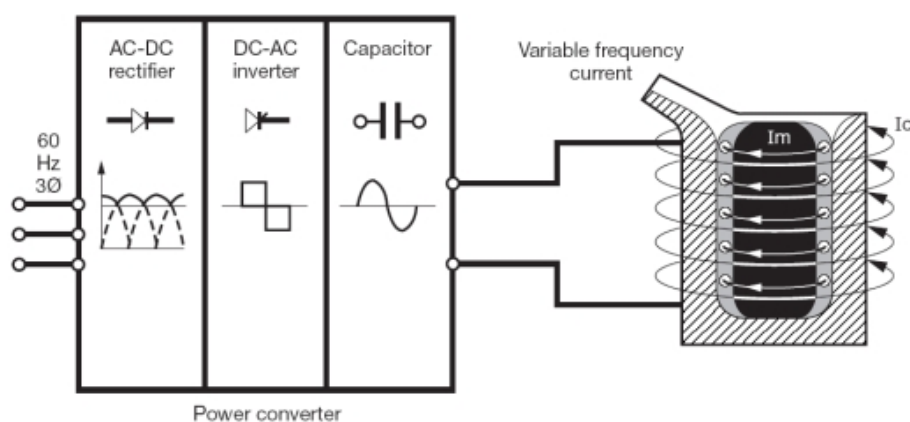 AC-DC
rectifier
DC-AC
inverter
Capacitor
Variable frequency
current
60
Hz
3Ø
Im
Ic
Power converter